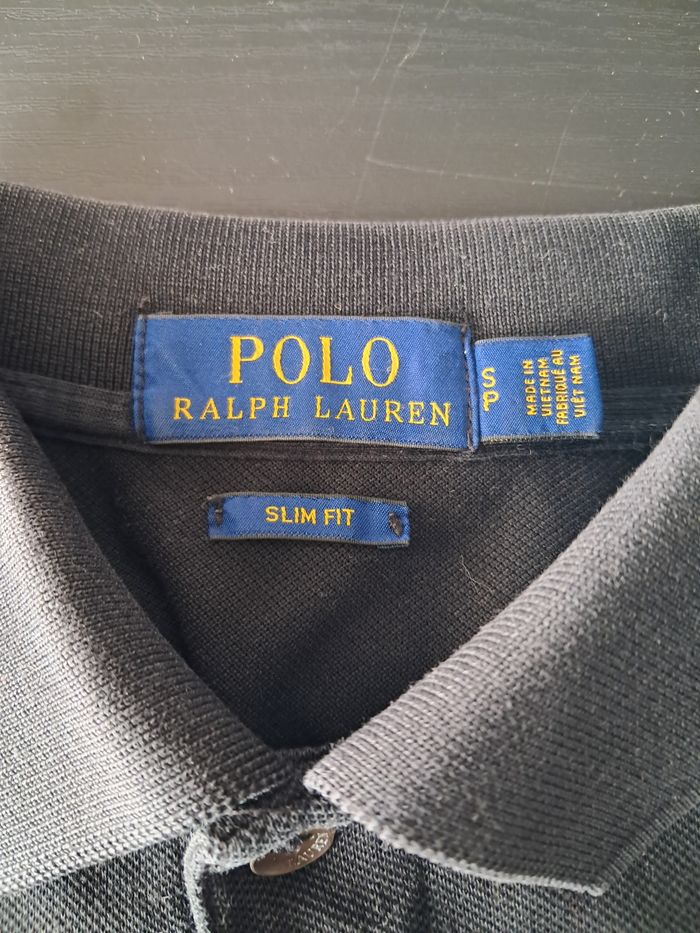 POLO
RALPH LAUREN
S
P
MADE IN
VIETNAM
FABRIQUÉ AU
VIÊT NAM
SLIM FIT